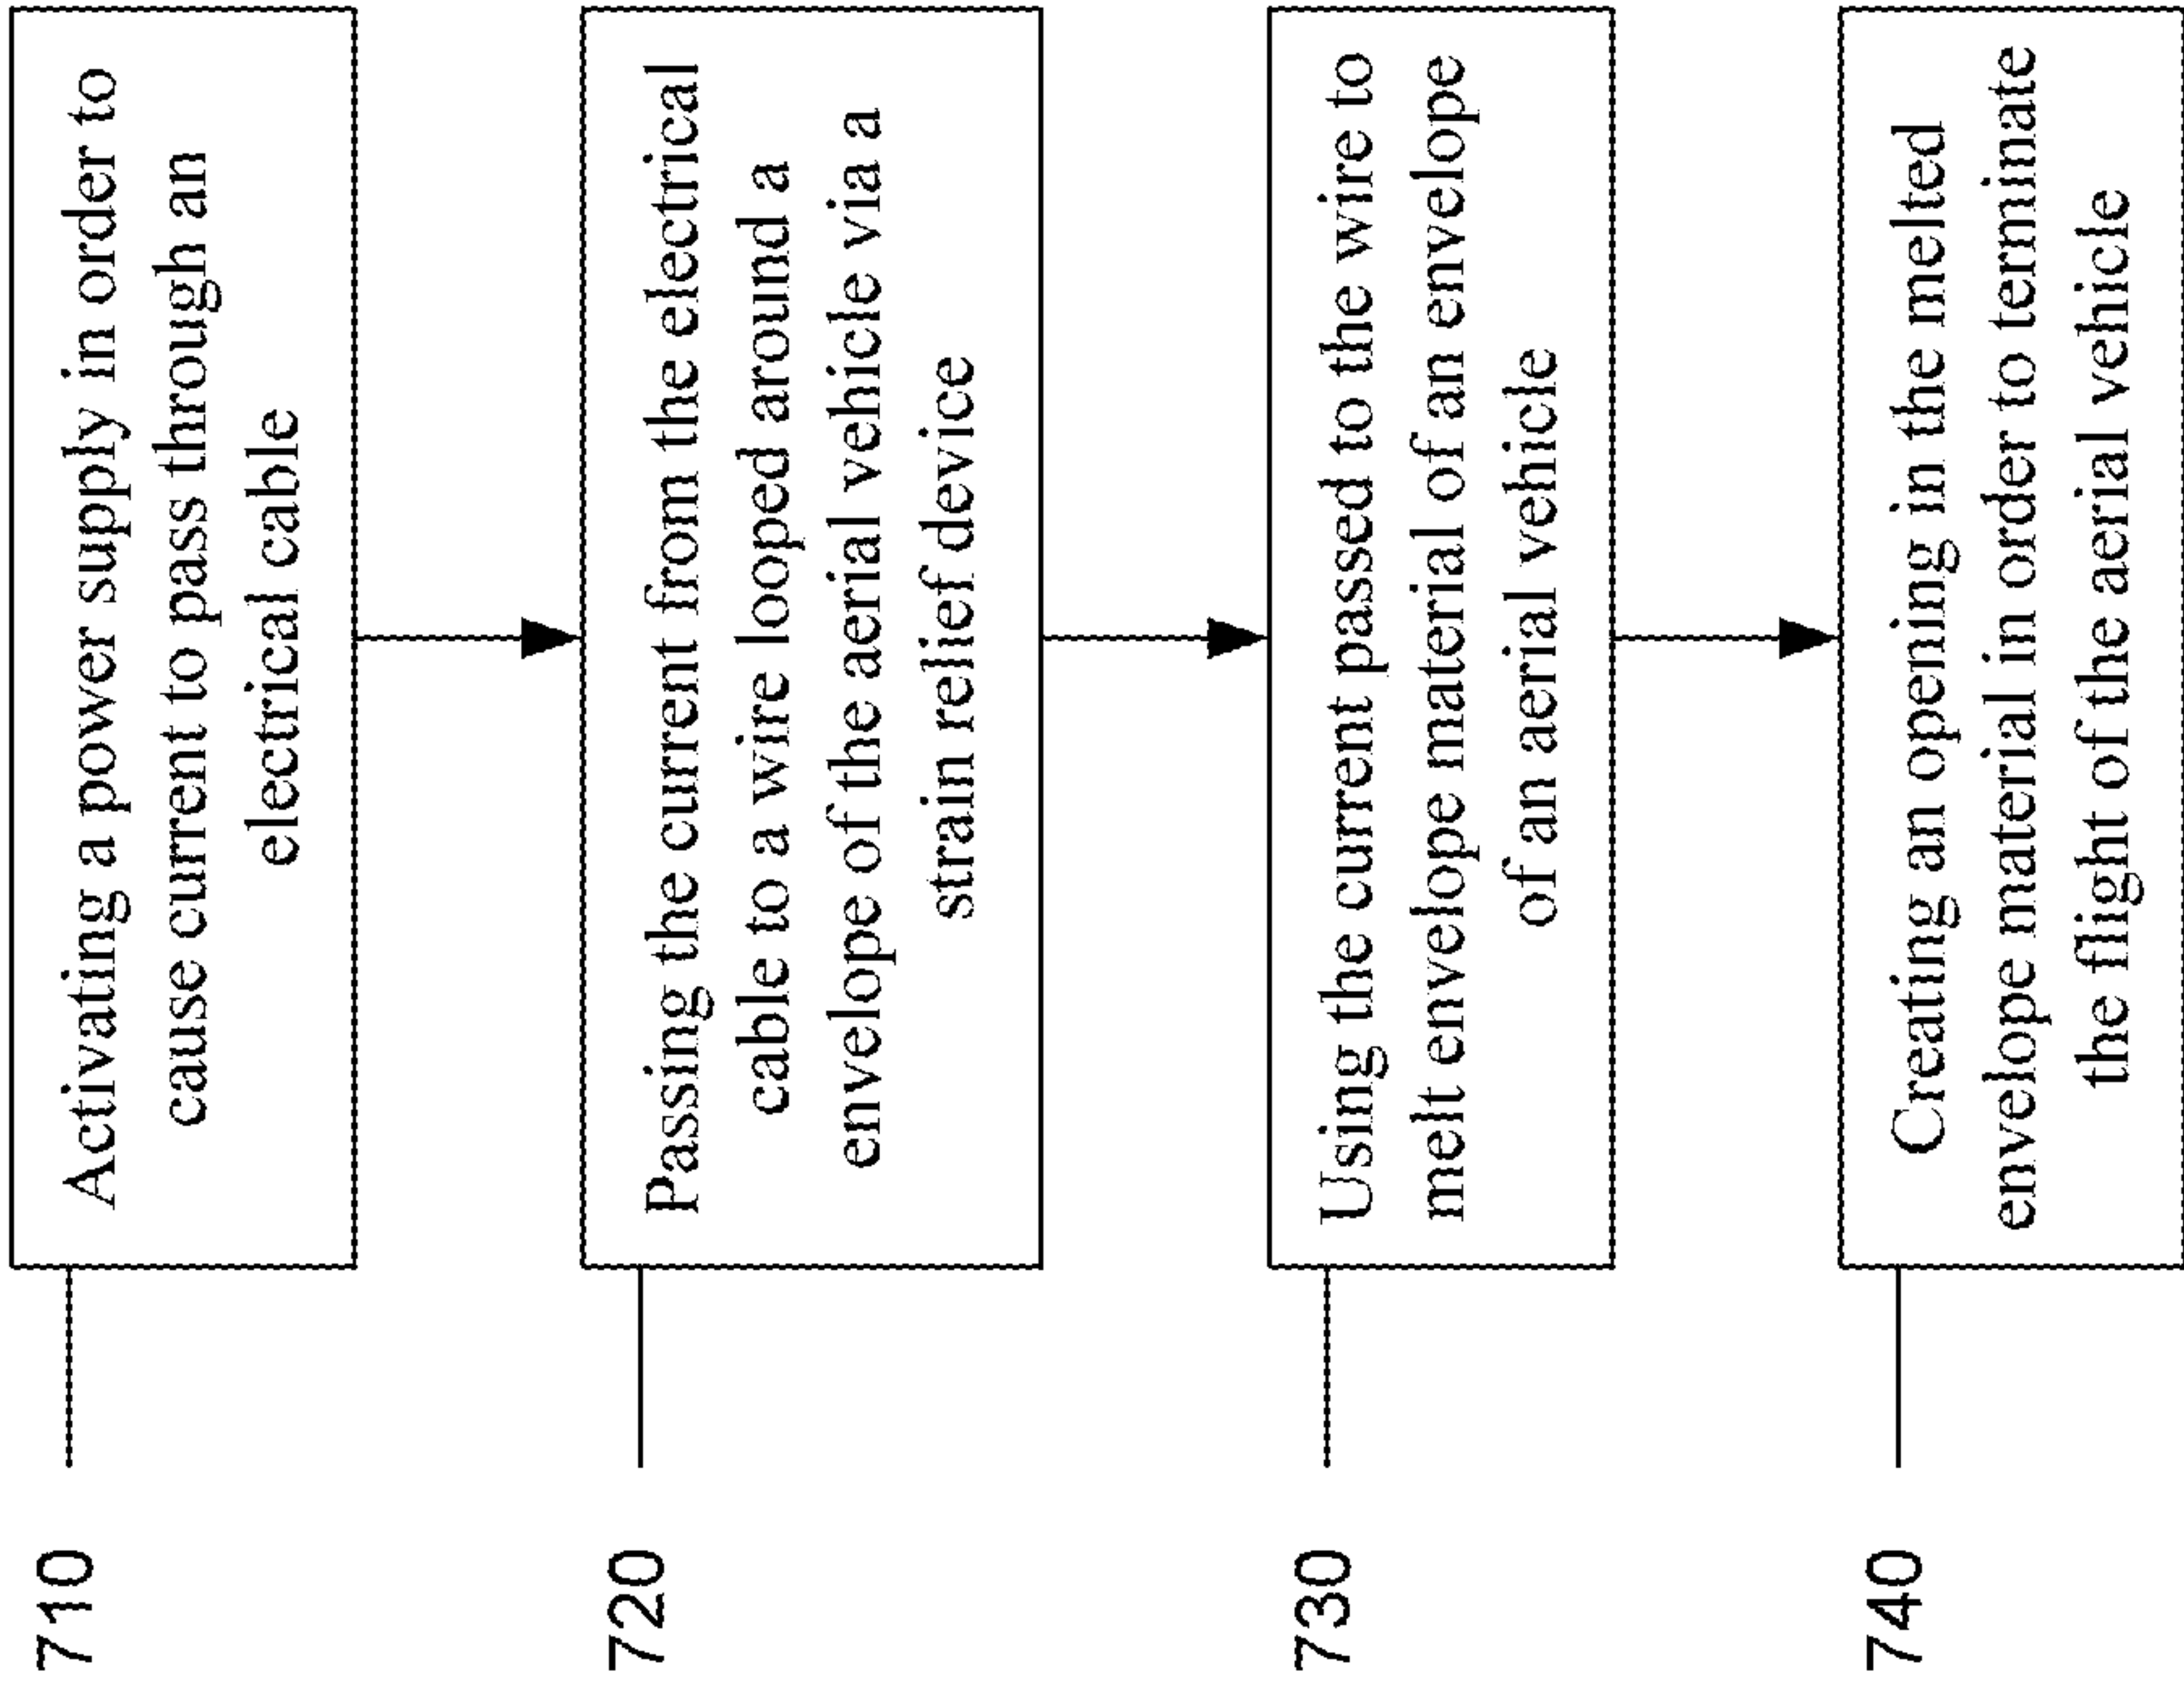 710
Activating a power supply in order to
cause current to pass through an
electrical cable
720
Passing the current from the electrical
cable to a wire looped around a
envelope of the aerial vehicle via a
strain relief device
730
Using the current passed to the wire to
melt envelope material of an envelope
of an aerial vehicle
740
Creating an opening in the melted
envelope material in order to terminate
the flight of the aerial vehicle